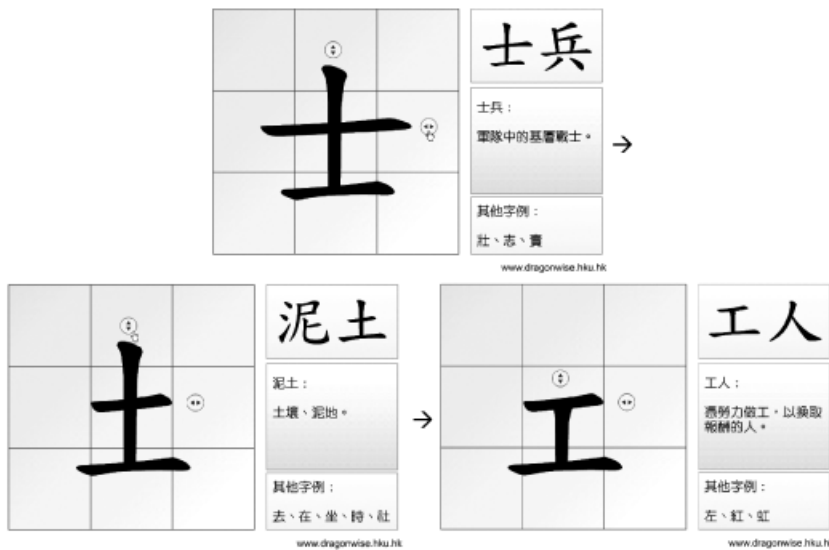 士
士兵
士兵：
軍隊中的基層戰士。
其他字例：
壯、志、賣
www.dragonwise.hku.hk
→
土
泥土
泥土：
土壤、泥地。
其他字例：
去、在、坐、時、社
www.dragonwise.hku.hk
→
工
工人
工人：
憑勞力做工，以換取
報酬的人。
其他字例：
左、紅、虹
www.dragonwise.hku.h